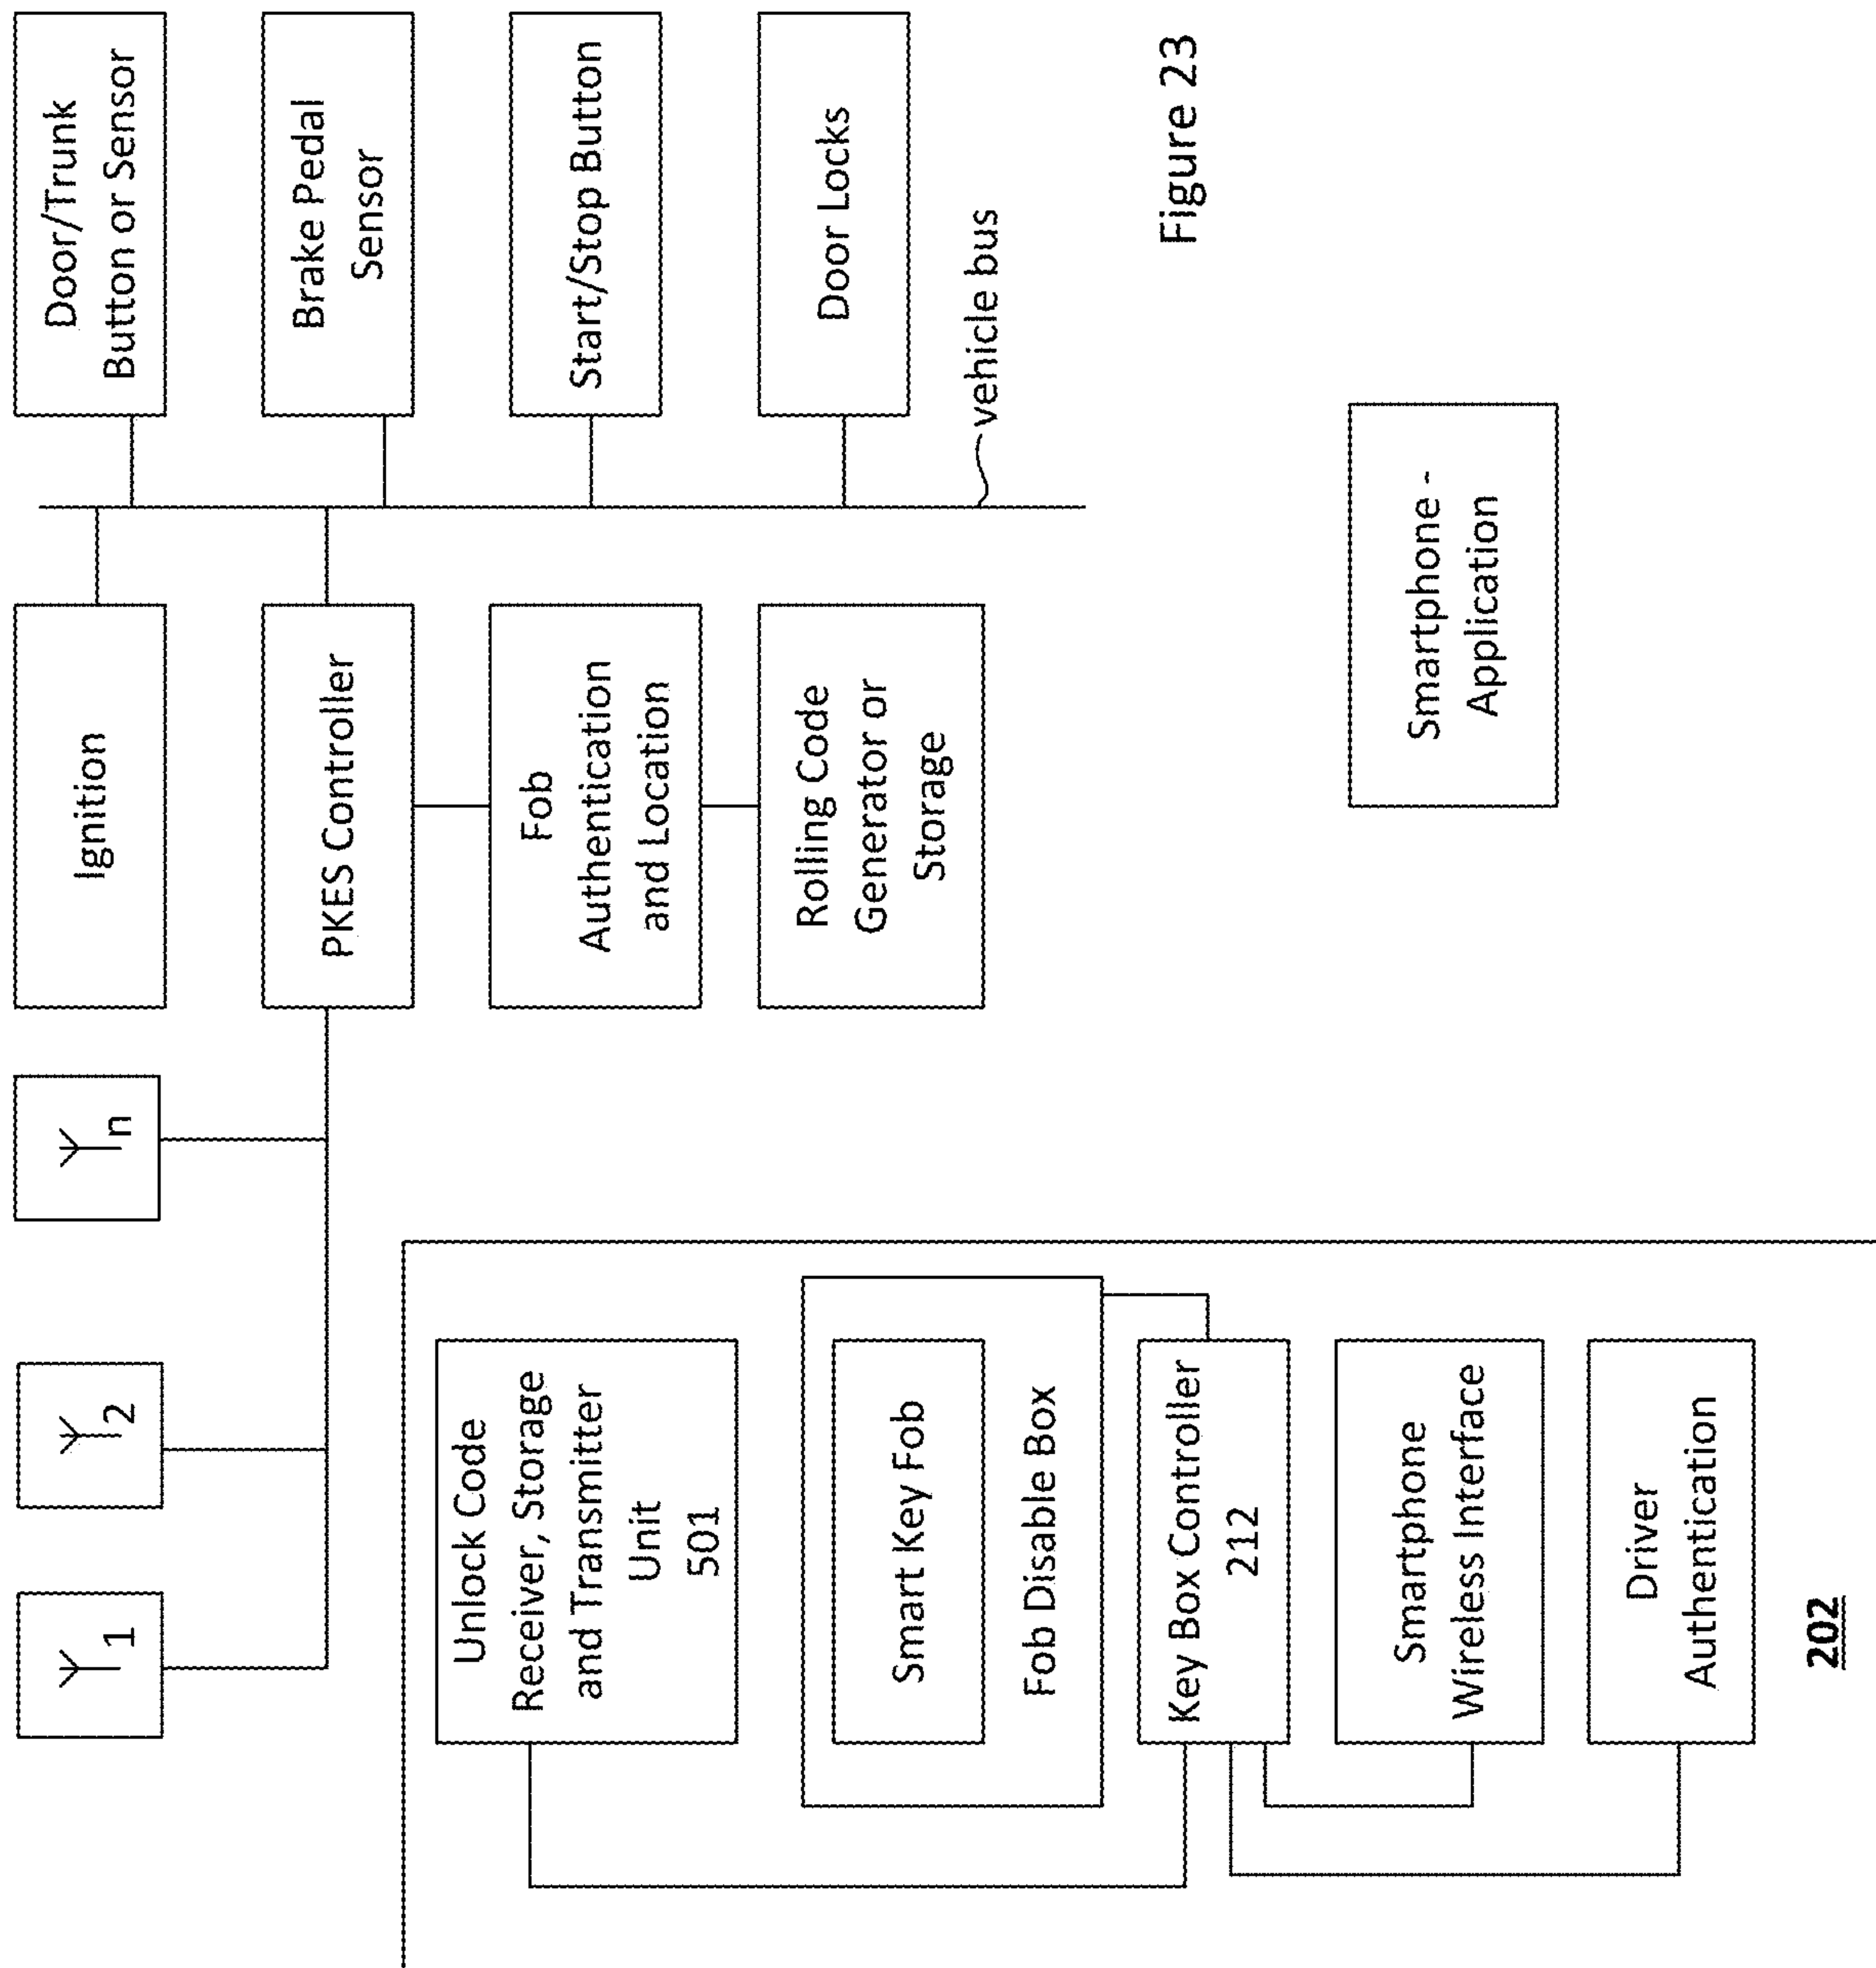 1
2
n
Ignition
Door/Trunk
Button or Sensor
PKES Controller
Brake Pedal
Sensor
Fob
Authentication
and Location
Start/Stop Button
Rolling Code
Generator or
Storage
Door Locks
vehicle bus
Unlock Code
Receiver, Storage
and Transmitter
Unit
501
Smart Key Fob
Fob Disable Box
Key Box Controller
212
Smartphone
Wireless Interface
Driver
Authentication
202
Smartphone -
Application
Figure 23